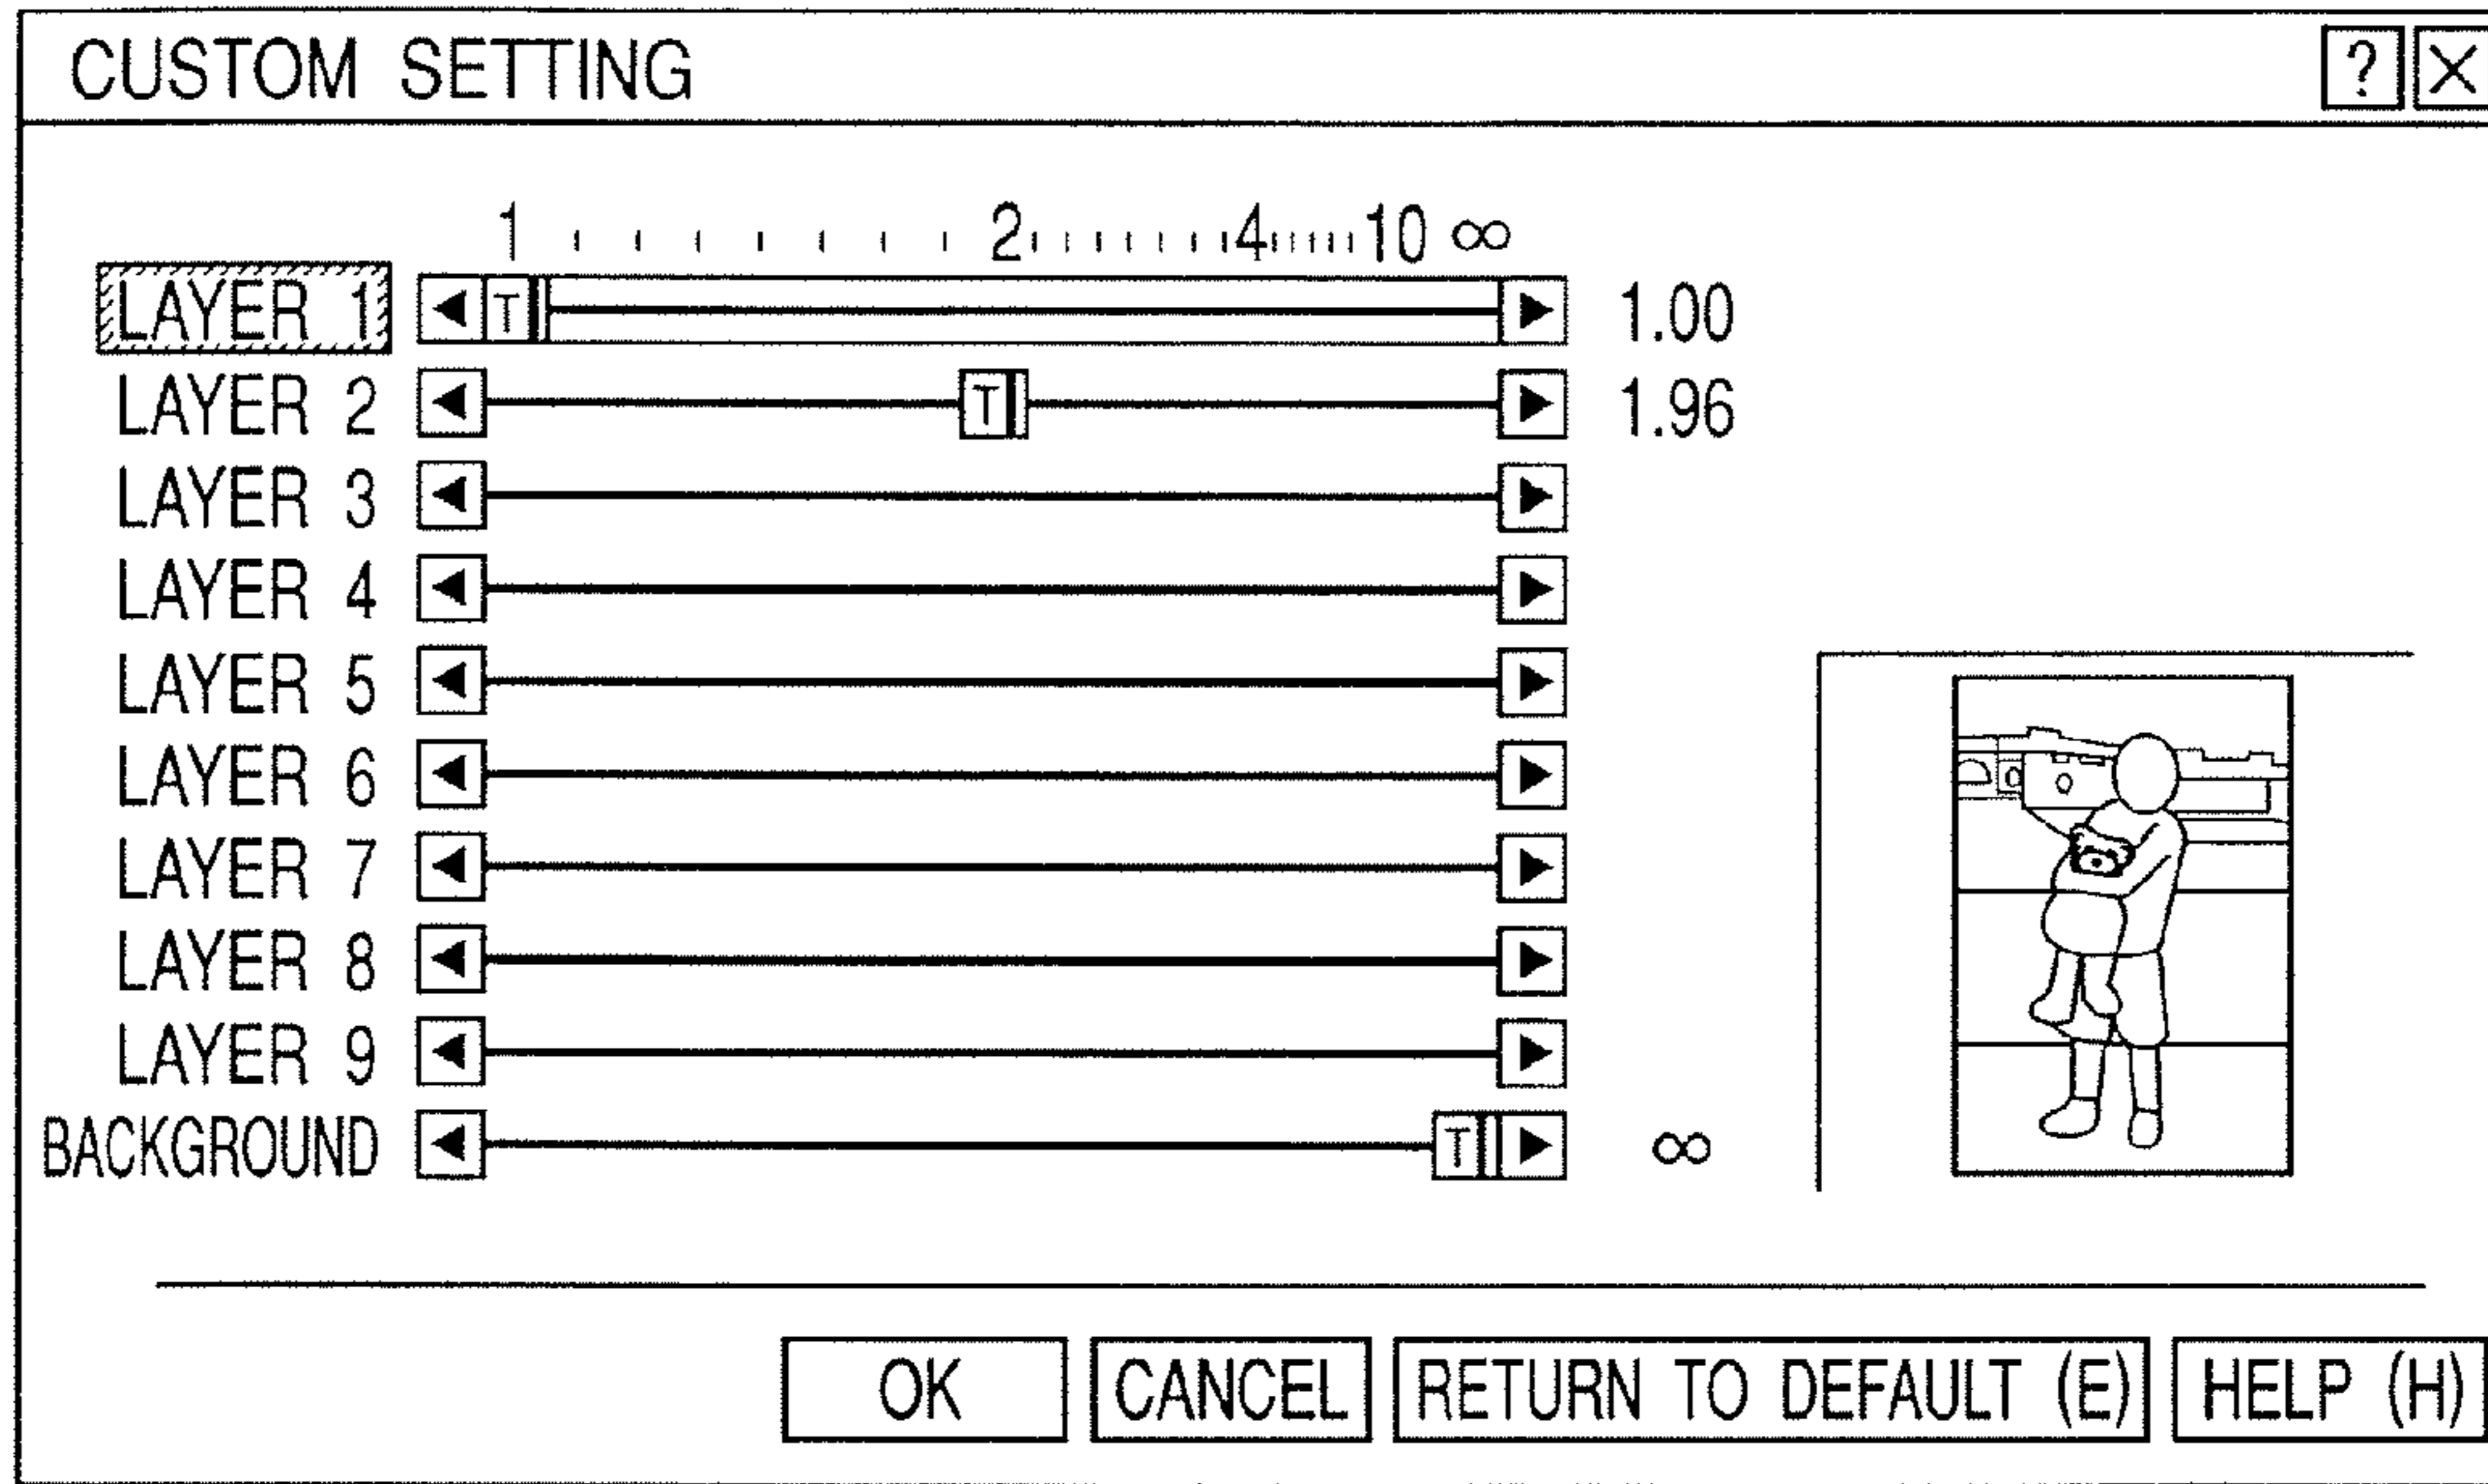 CUSTOM SETTING ? X
1 2 4 10 ∞
LAYER 1 T 1.00
LAYER 2 T 1.96
LAYER 3
LAYER 4
LAYER 5
LAYER 6
LAYER 7
LAYER 8
LAYER 9
BACKGROUND T ∞
OK CANCEL RETURN TO DEFAULT (E) HELP (H)